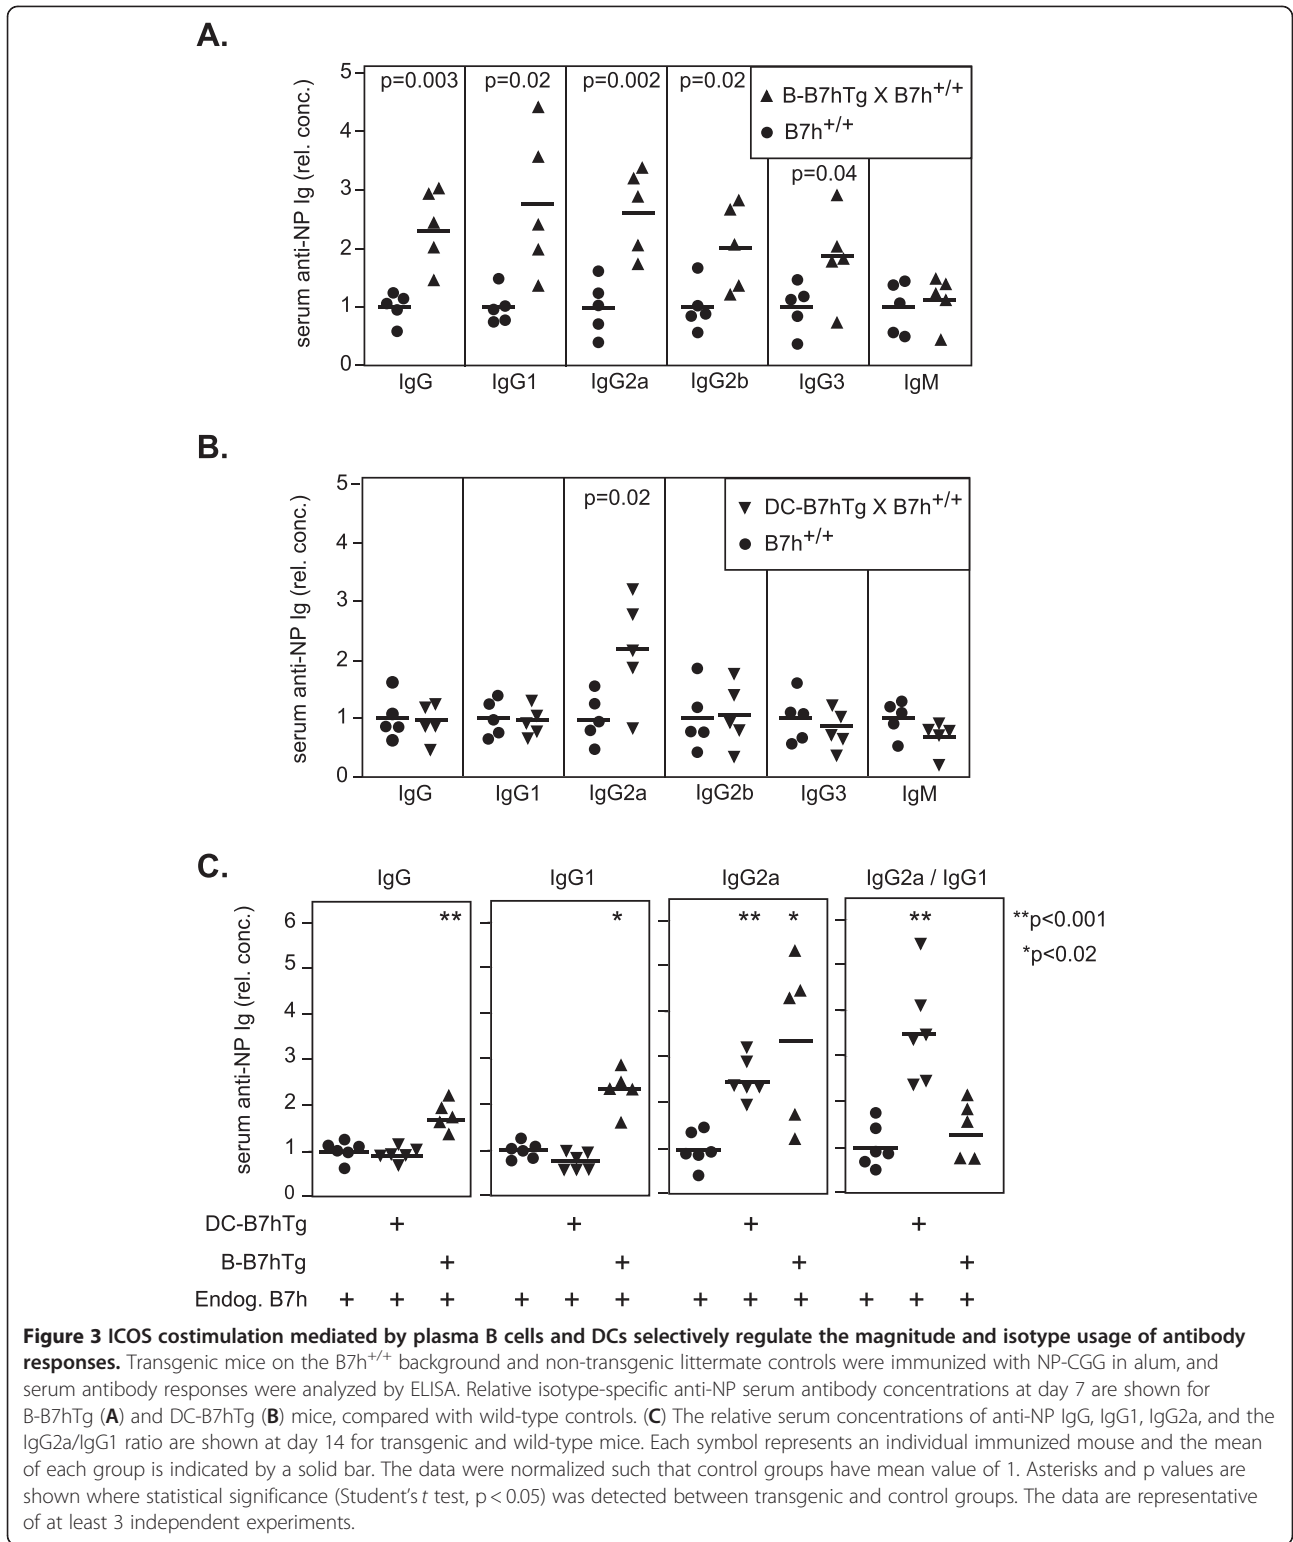 A.
serum anti-NP Ig (rel. conc.)
5
4
3
2
1
0
p=0.003
p=0.02
p=0.002
p=0.02
p=0.04
▲ B-B7hTg X B7h+/+
● B7h+/+
IgG
IgG1
IgG2a
IgG2b
IgG3
IgM
B.
serum anti-NP Ig (rel. conc.)
5
4
3
2
1
0
p=0.02
▼ DC-B7hTg X B7h+/+
● B7h+/+
IgG
IgG1
IgG2a
IgG2b
IgG3
IgM
C.
IgG
IgG1
IgG2a
IgG2a / IgG1
serum anti-NP Ig (rel. conc.)
6
5
4
3
2
1
0
**
*
**
*
**
**p<0.001
*p<0.02
DC-B7hTg + + + +
B-B7hTg + + + +
Endog. B7h + + + + + + + + + + + +
Figure 3 ICOS costimulation mediated by plasma B cells and DCs selectively regulate the magnitude and isotype usage of antibody
responses. Transgenic mice on the B7h+/+ background and non-transgenic littermate controls were immunized with NP-CGG in alum, and
serum antibody responses were analyzed by ELISA. Relative isotype-specific anti-NP serum antibody concentrations at day 7 are shown for
B-B7hTg (A) and DC-B7hTg (B) mice, compared with wild-type controls. (C) The relative serum concentrations of anti-NP IgG, IgG1, IgG2a, and the
IgG2a/IgG1 ratio are shown at day 14 for transgenic and wild-type mice. Each symbol represents an individual immunized mouse and the mean
of each group is indicated by a solid bar. The data were normalized such that control groups have mean value of 1. Asterisks and p values are
shown where statistical significance (Student's t test, p < 0.05) was detected between transgenic and control groups. The data are representative
of at least 3 independent experiments.